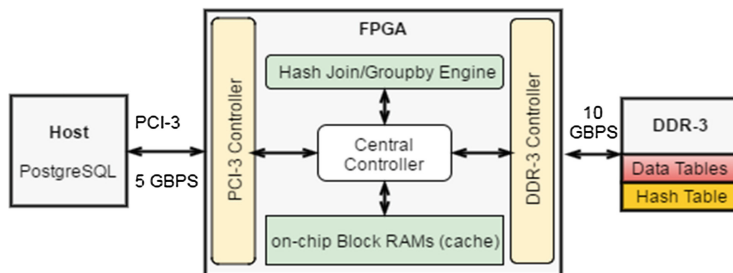 FPGA
Host
PostgreSQL
PCI-3
5 GBPS
PCI-3 Controller
Hash Join/Groupby Engine
Central
Controller
on-chip Block RAMs (cache)
DDR-3 Controller
10
GBPS
DDR-3
Data Tables
Hash Table